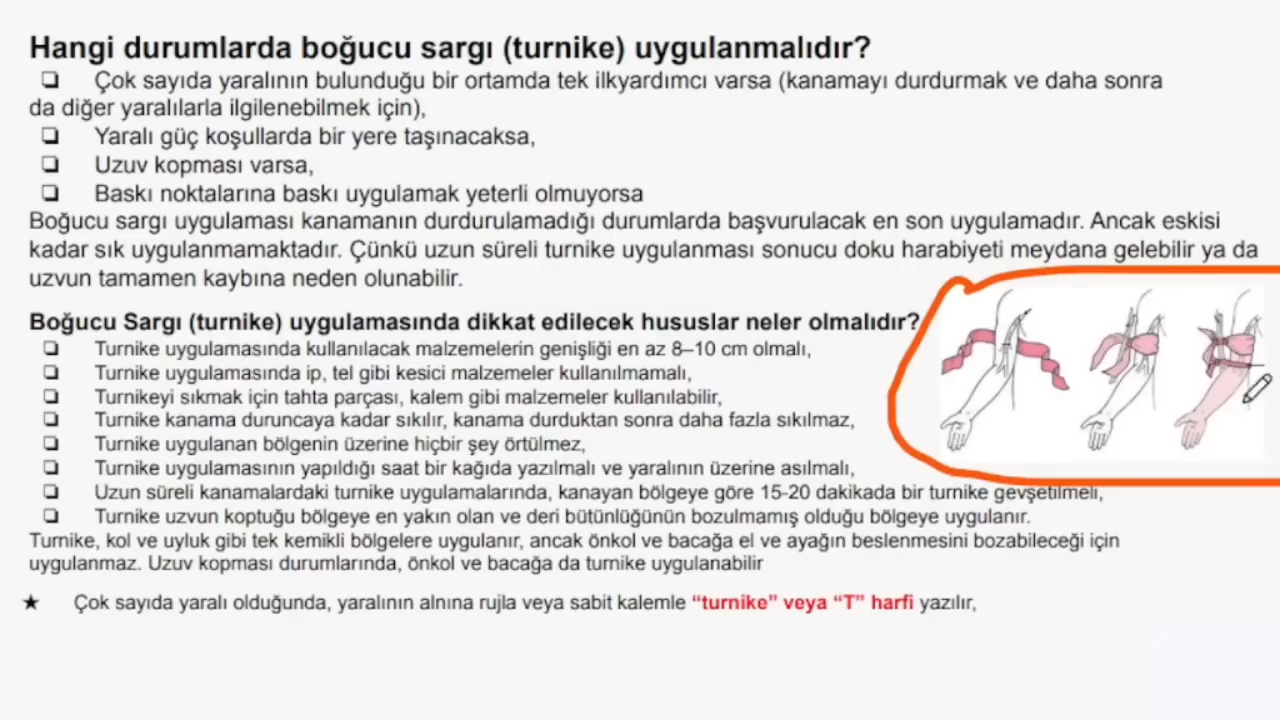 Hangi durumlarda boğucu sargı (turnike) uygulanmalıdır?
❏ Çok sayıda yaralının bulunduğu bir ortamda tek ilkyardımcı varsa (kanamayı durdurmak ve daha sonra
da diğer yaralılarla ilgilenebilmek için),
❏ Yaralı güç koşullarda bir yere taşınacaksa,
❏ Uzuv kopması varsa,
❏ Baskı noktalarına baskı uygulamak yeterli olmuyorsa
Boğucu sargı uygulaması kanamanın durdurulamadığı durumlarda başvurulacak en son uygulamadır. Ancak eskisi
kadar sık uygulanmamaktadır. Çünkü uzun süreli turnike uygulanması sonucu doku harabiyeti meydana gelebilir ya da
uzvun tamamen kaybına neden olunabilir.
Boğucu Sargı (turnike) uygulamasında dikkat edilecek hususlar neler olmalıdır?
❏ Turnike uygulamasında kullanılacak malzemelerin genişliği en az 8–10 cm olmalı,
❏ Turnike uygulamasında ip, tel gibi kesici malzemeler kullanılmamalı,
❏ Turnikeyi sıkmak için tahta parçası, kalem gibi malzemeler kullanılabilir,
❏ Turnike kanama duruncaya kadar sıkılır, kanama durduktan sonra daha fazla sıkılmaz,
❏ Turnike uygulanan bölgenin üzerine hiçbir şey örtülmez,
❏ Turnike uygulamasının yapıldığı saat bir kağıda yazılmalı ve yaralının üzerine asılmalı,
❏ Uzun süreli kanamalardaki turnike uygulamalarında, kanayan bölgeye göre 15-20 dakikada bir turnike gevşetilmeli,
❏ Turnike uzvun koptuğu bölgeye en yakın olan ve deri bütünlüğünün bozulmamış olduğu bölgeye uygulanır.
Turnike, kol ve uyluk gibi tek kemikli bölgelere uygulanır, ancak önkol ve bacağa el ve ayağın beslenmesini bozabileceği için
uygulanmaz. Uzuv kopması durumlarında, önkol ve bacağa da turnike uygulanabilir
★ Çok sayıda yaralı olduğunda, yaralının alnına rujla veya sabit kalemle “turnike” veya “T” harfi yazılır,